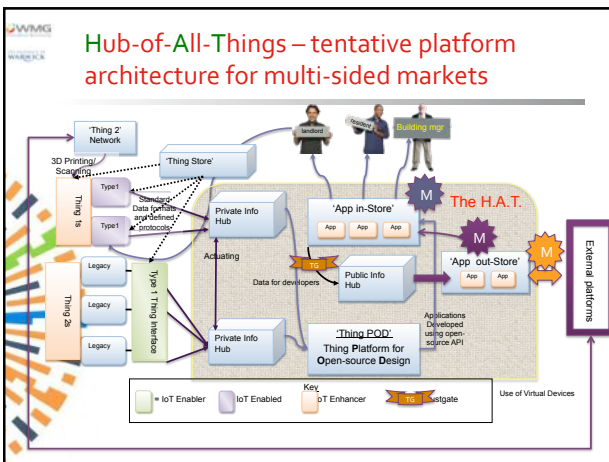 WMG
WARWICK
Hub-of-All-Things – tentative platform
architecture for multi-sided markets
landlord
resident
Building mgr
'Thing 2'
Network
3D Printing/
Scanning
'Thing Store'
Thing 1s
Type1
Type1
Standard
Data formats
and defined
protocols
Private Info
Hub
'App in-Store'
App
App
App
M
The H.A.T.
M
M
Actuating
TG
Data for developers
Public Info
Hub
'App out-Store'
App
App
External platforms
Legacy
Legacy
Legacy
Thing 2s
Type 1 Thing Interface
Private Info
Hub
'Thing POD'
Thing Platform for
Open-source Design
Applications
Developed
using open-
source API
Key
= IoT Enabler
IoT Enabled
IoT Enhancer
TG
stgate
Use of Virtual Devices